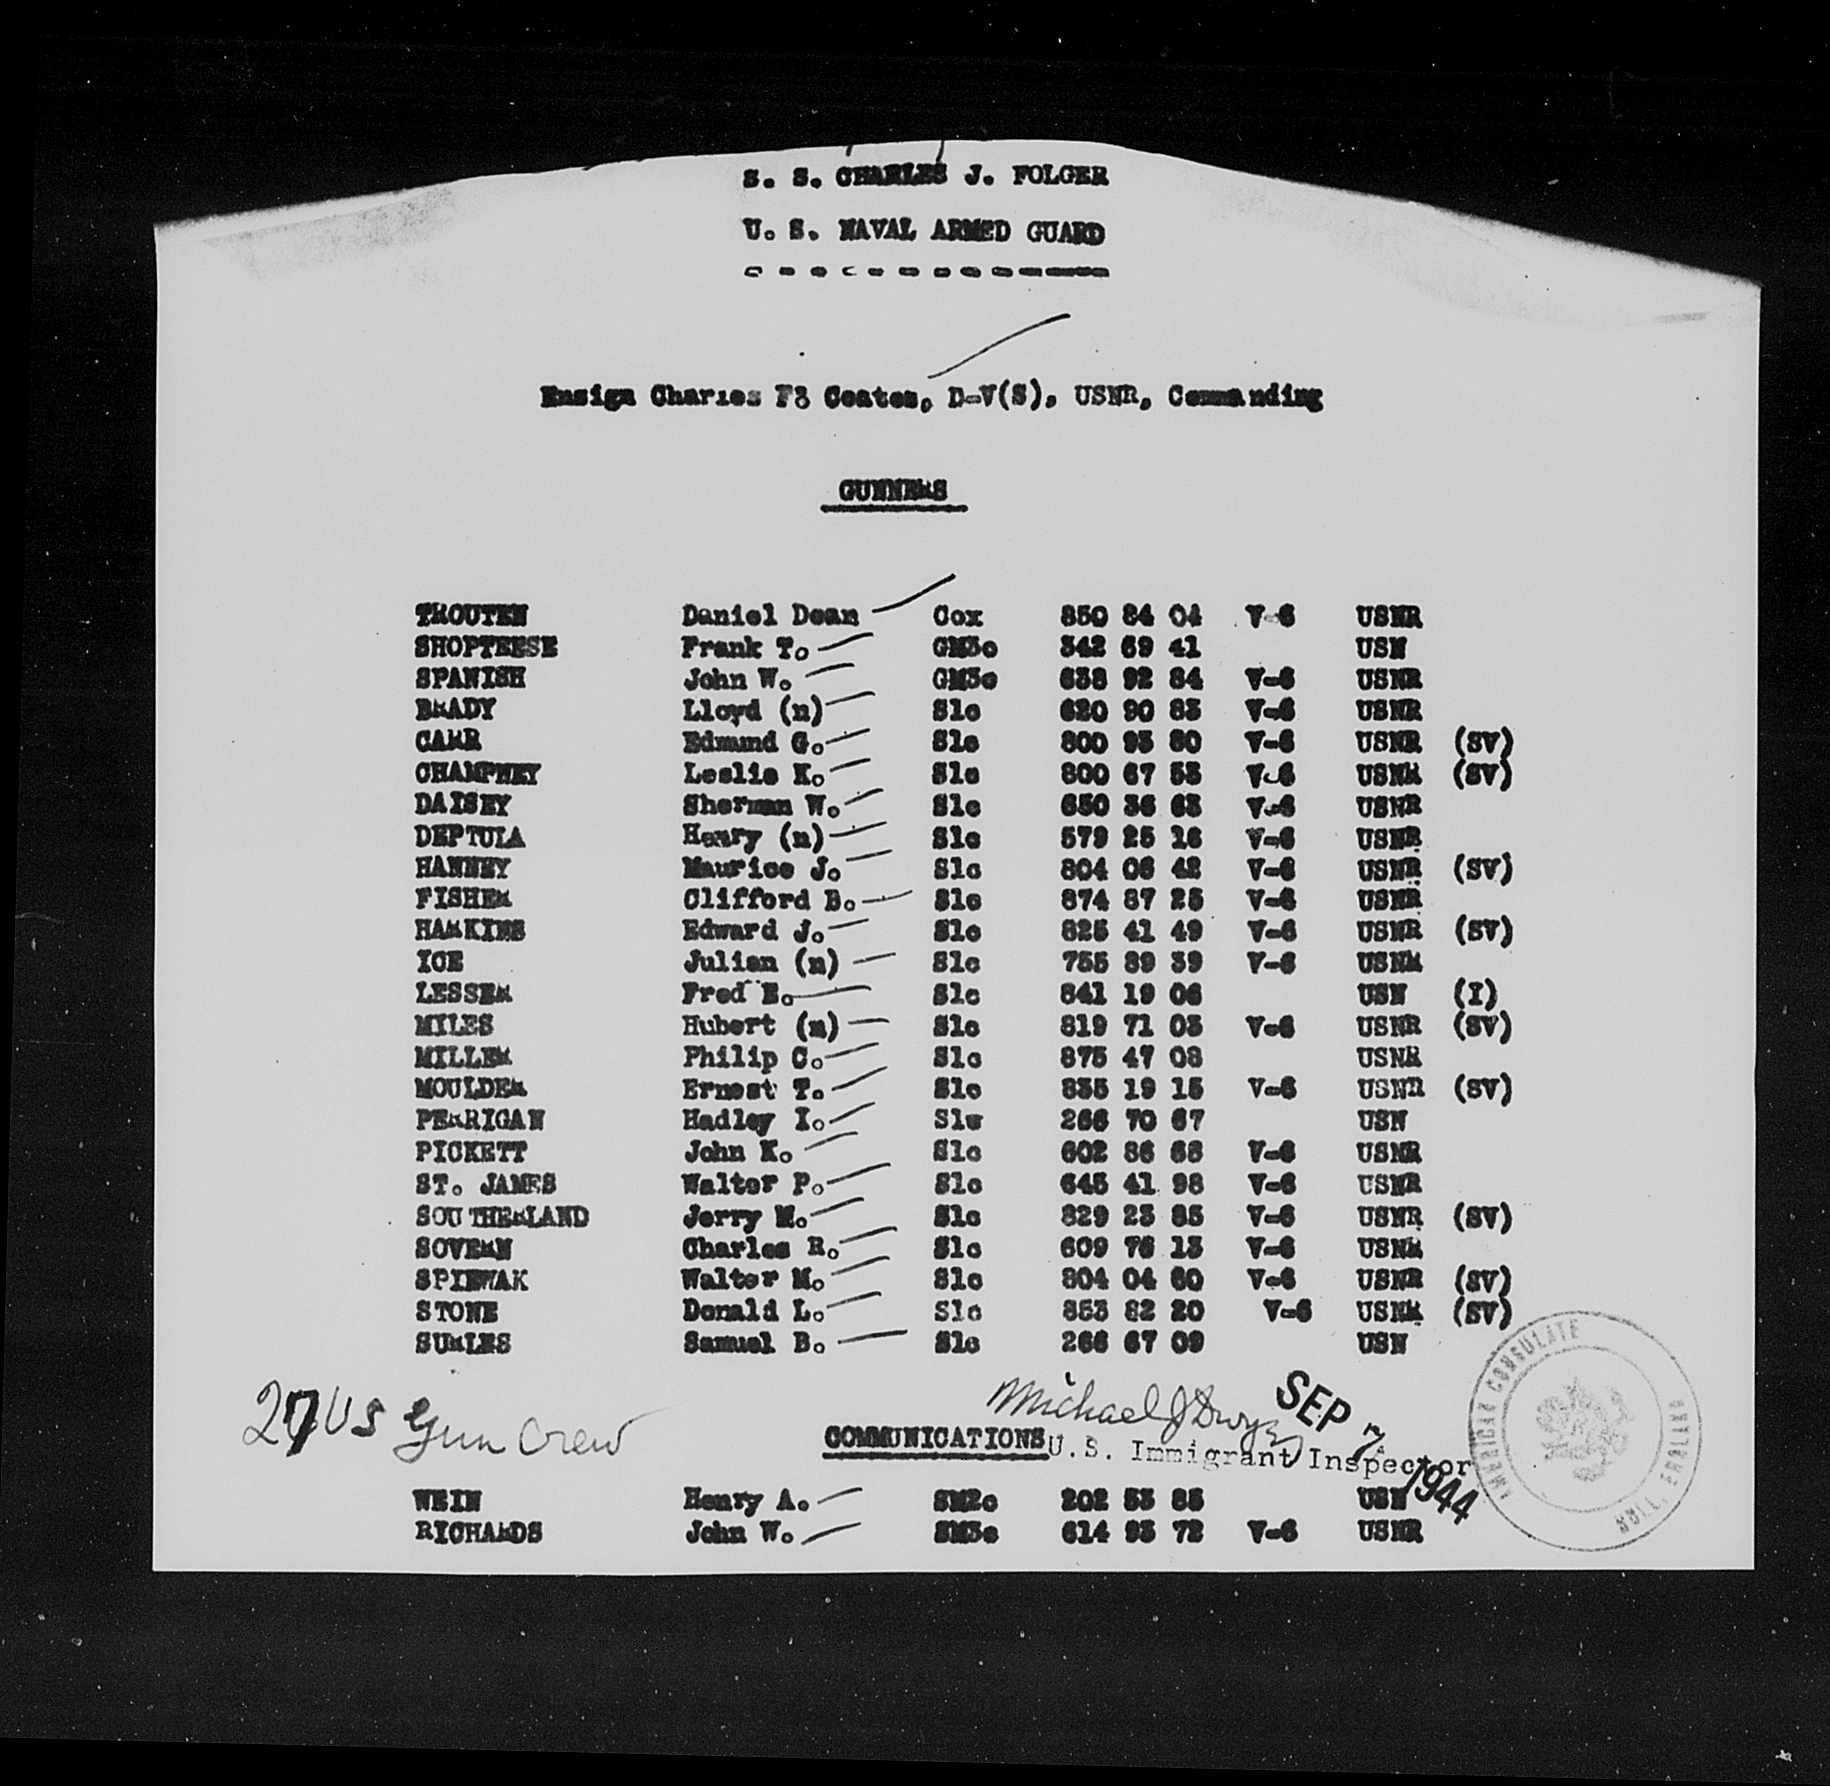 S. S. CHARLES J. FOLGER
U. S. NAVAL ARMED GUARD
Ensign Charles F. Coates, D-V(S), USNR, Commanding
GUNNERS
TROUTEN Daniel Dean Cox 850 84 04 V-6 USNR
SHOPTEESE Frank T. GM3c 342 69 41 USN
SPANISH John W. GM3c 638 92 84 V-6 USNR
BRADY Lloyd (n) S1c 620 90 83 V-6 USNR
CARR Edmund G. S1c 800 93 80 V-6 USNR (SV)
CHAMPNEY Leslie K. S1c 800 67 53 V-6 USNR (SV)
DAISEY Sherman W. S1c 650 36 63 V-6 USNR
DEPTULA Henry (n) S1c 579 25 16 V-6 USNR
HANNEY Maurice J. S1c 804 06 42 V-6 USNR (SV)
FISHER Clifford B. S1c 874 87 25 V-6 USNR
HARKINS Edward J. S1c 825 41 49 V-6 USNR (SV)
ICE Julian (n) S1c 755 89 39 V-6 USNR
LESSER Fred E. S1c 841 19 06 USN (I)
MILES Hubert (n) S1c 819 71 03 V-6 USNR (SV)
MILLER Philip C. S1c 875 47 08 USNR
MOULDER Ernest T. S1c 835 19 15 V-6 USNR (SV)
PERRIGAN Hadley I. S1c 266 70 67 USN
PICKETT John K. S1c 602 86 68 V-6 USNR
ST. JAMES Walter P. S1c 645 41 98 V-6 USNR
SOUTHERLAND Jerry M. S1c 829 23 85 V-6 USNR (SV)
SOVERN Charles R. S1c 609 76 13 V-6 USNR
SPIEWAK Walter M. S1c 804 04 60 V-6 USNR (SV)
STONE Donald L. S1c 853 82 20 V-6 USNR (SV)
SURLES Samuel B. S1c 266 67 09 USN
27 US Gun Crew
Michael J Dwyer
SEP 7 1944
COMMUNICATIONS
U.S. Immigrant Inspector
AMERICAN CONSULATE
HULL, ENGLAND
WEIN Henry A. SM2c 202 53 85 USN
RICHARDS John W. SM3c 614 93 72 V-6 USNR